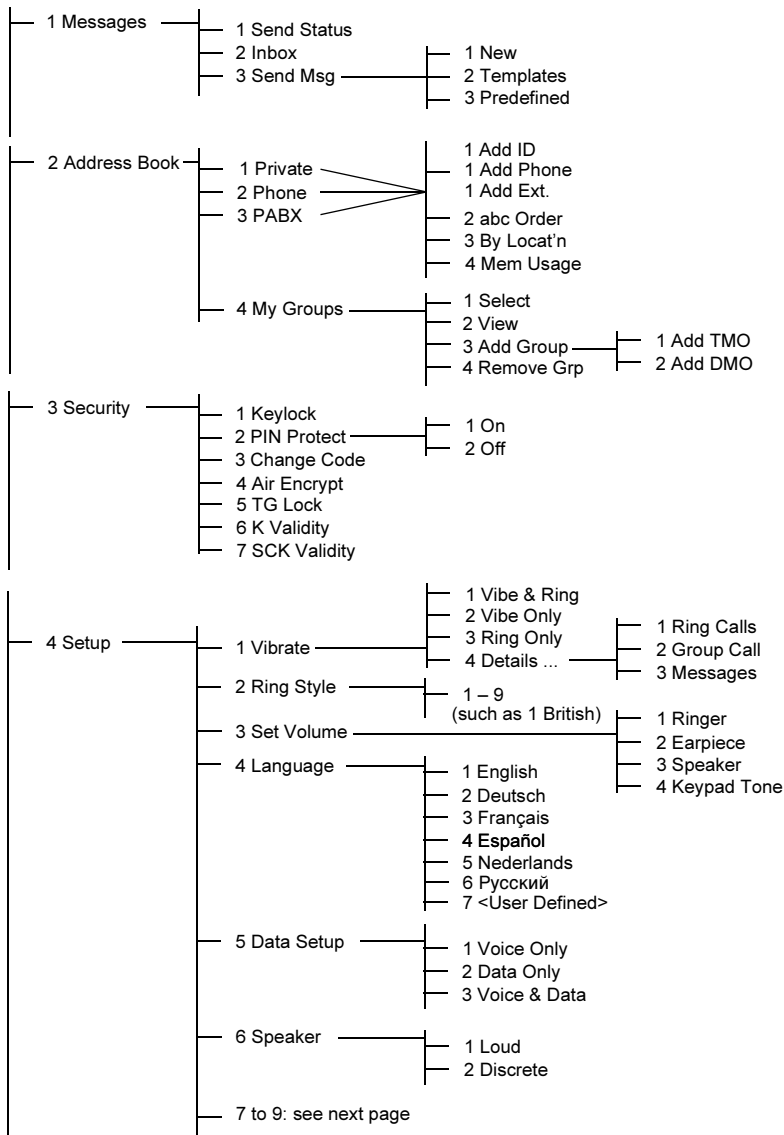 1 Messages
1 Send Status
2 Inbox
3 Send Msg
1 New
2 Templates
3 Predefined
2 Address Book
1 Private
2 Phone
3 PABX
1 Add ID
1 Add Phone
1 Add Ext.
2 abc Order
3 By Locat’n
4 Mem Usage
4 My Groups
1 Select
2 View
3 Add Group
4 Remove Grp
1 Add TMO
2 Add DMO
3 Security
1 Keylock
2 PIN Protect
3 Change Code
4 Air Encrypt
5 TG Lock
6 K Validity
7 SCK Validity
1 On
2 Off
4 Setup
1 Vibrate
1 Vibe & Ring
2 Vibe Only
3 Ring Only
4 Details ...
1 Ring Calls
2 Group Call
3 Messages
2 Ring Style
1 – 9
(such as 1 British)
3 Set Volume
1 Ringer
2 Earpiece
3 Speaker
4 Keypad Tone
4 Language
1 English
2 Deutsch
3 Français
4 Español
5 Nederlands
6 Русский
7 <User Defined>
5 Data Setup
1 Voice Only
2 Data Only
3 Voice & Data
6 Speaker
1 Loud
2 Discrete
7 to 9: see next page